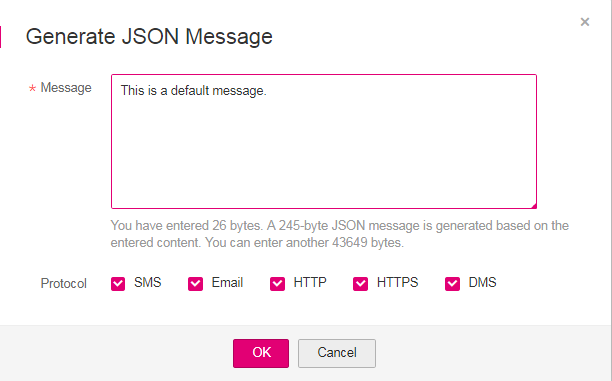 Generate JSON Message
×
* Message
This is a default message.
You have entered 26 bytes. A 245-byte JSON message is generated based on the
entered content. You can enter another 43649 bytes.
Protocol SMS Email HTTP HTTPS DMS
OK Cancel